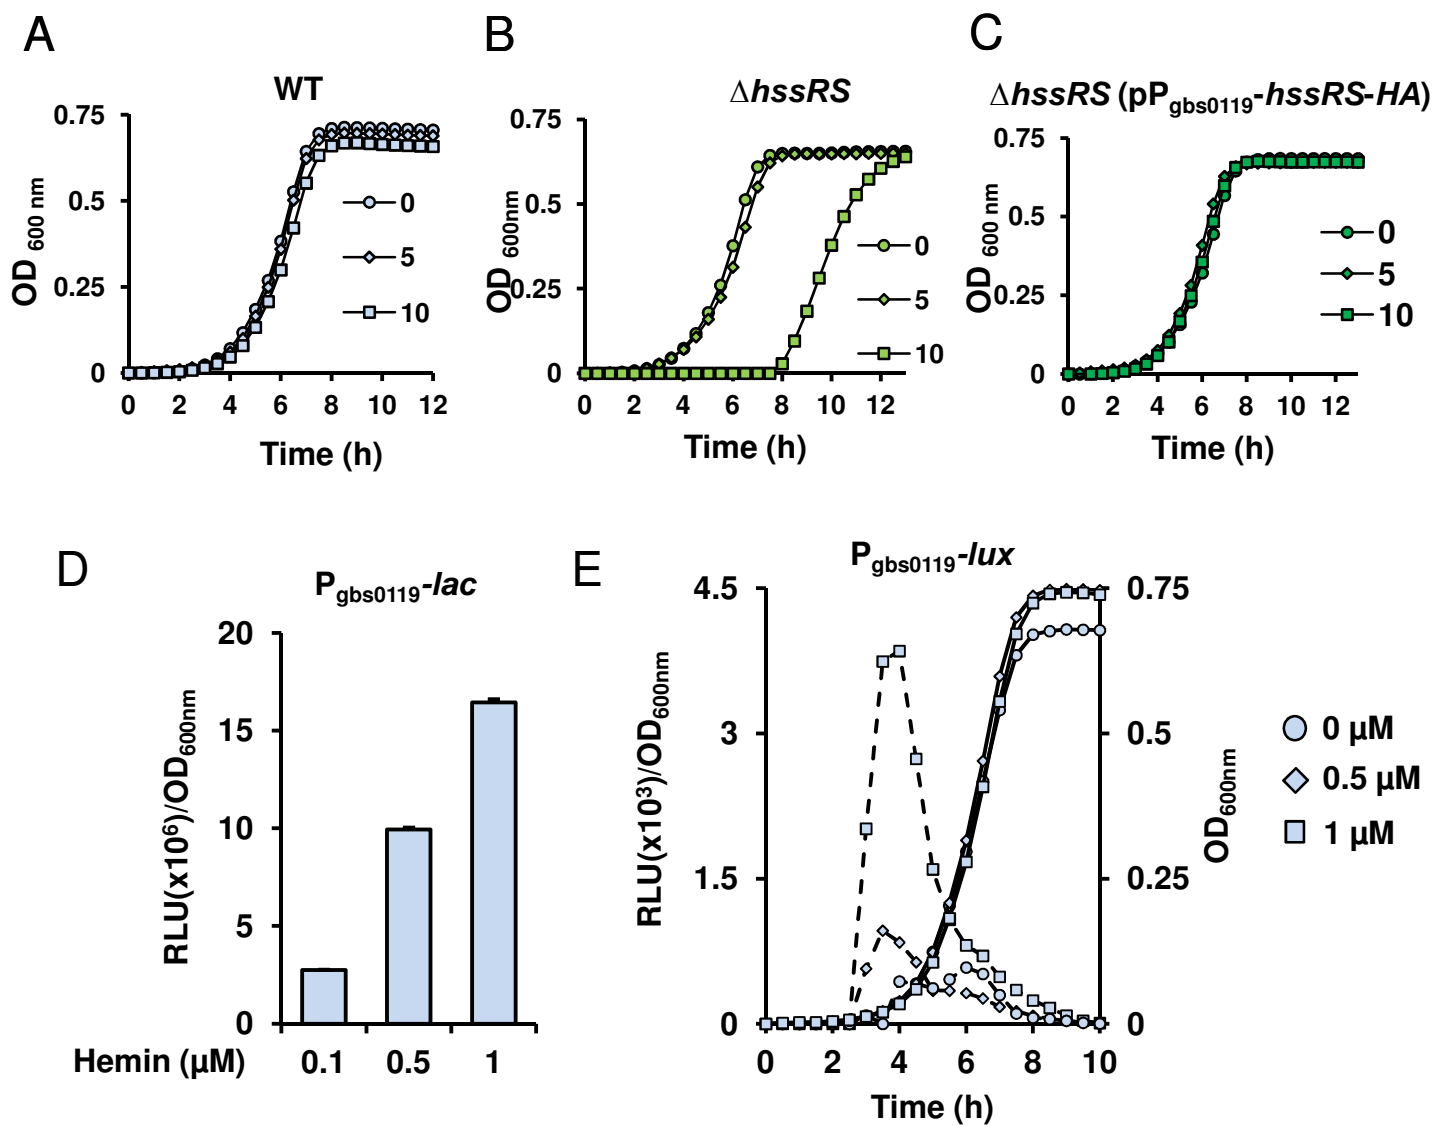 A
WT
0.75
0.5
0.25
0
OD 600 nm
0
5
10
0 2 4 6 8 10 12
Time (h)
B
ΔhssRS
0.75
0.5
0.25
0
OD 600nm
0
5
10
0 2 4 6 8 10 12
Time (h)
C
ΔhssRS (pPgbs0119-hssRS-HA)
0.75
0.5
0.25
0
OD 600 nm
0
5
10
0 2 4 6 8 10 12
Time (h)
D
Pgbs0119-lac
20
15
10
5
0
RLU(x10⁶)/OD600nm
Hemin (µM) 0.1 0.5 1
E
Pgbs0119-lux
4.5
3
1.5
0
RLU(x10³)/OD600nm
0.75
0.5
0.25
0
OD600nm
0 µM
0.5 µM
1 µM
0 2 4 6 8 10
Time (h)